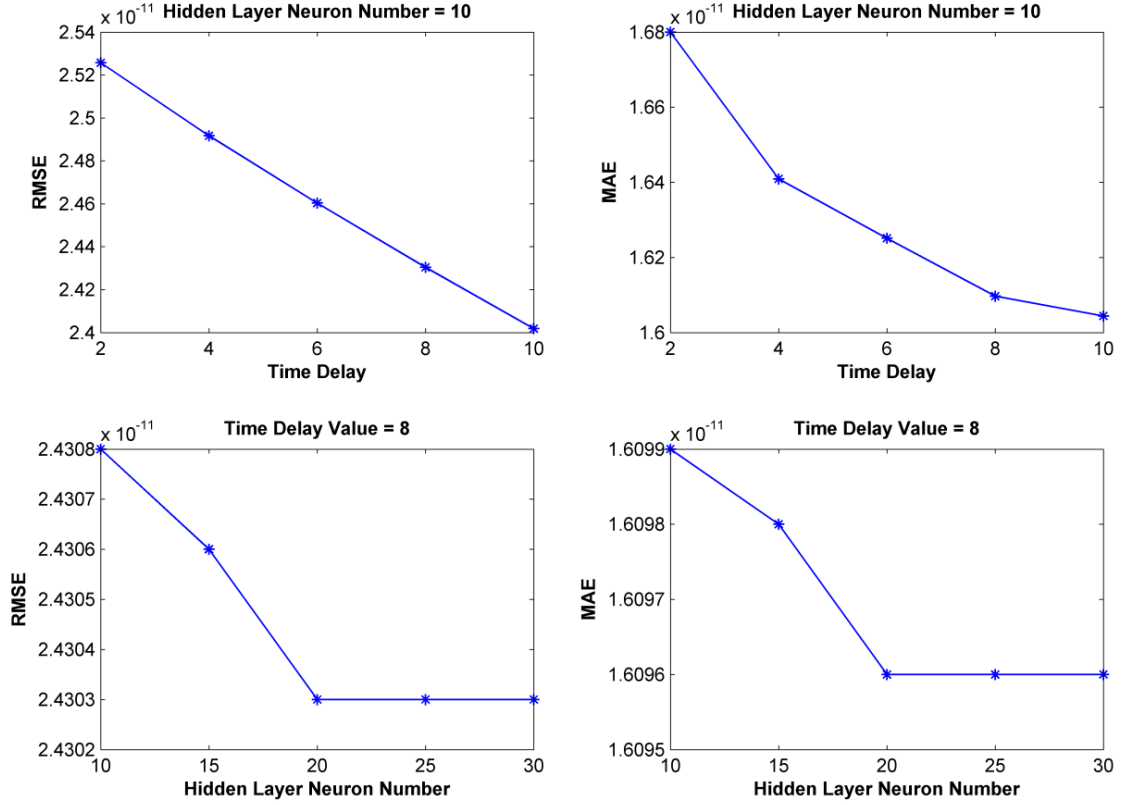 x 10-11 Hidden Layer Neuron Number = 10
2.54
2.52
2.5
2.48
2.46
2.44
2.42
2.4
RMSE
2 4 6 8 10
Time Delay
x 10-11 Hidden Layer Neuron Number = 10
1.68
1.66
1.64
1.62
1.6
MAE
2 4 6 8 10
Time Delay
x 10-11 Time Delay Value = 8
2.4308
2.4307
2.4306
2.4305
2.4304
2.4303
2.4302
RMSE
10 15 20 25 30
Hidden Layer Neuron Number
x 10-11 Time Delay Value = 8
1.6099
1.6098
1.6097
1.6096
1.6095
MAE
10 15 20 25 30
Hidden Layer Neuron Number